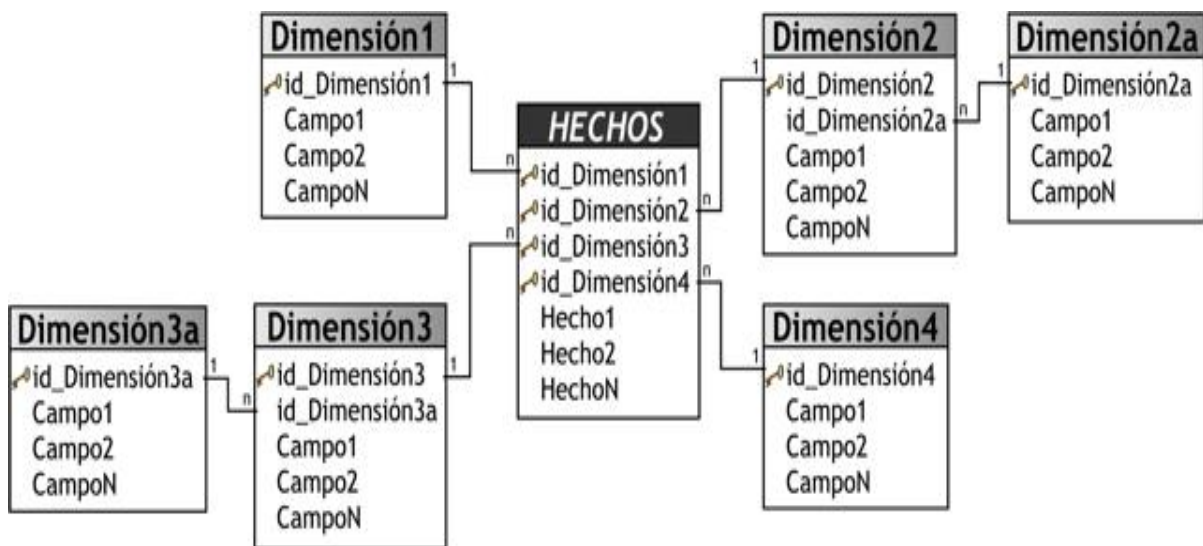 Dimensión1
id_Dimensión1
Campo1
Campo2
CampoN
1
n
HECHOS
id_Dimensión1
id_Dimensión2
id_Dimensión3
id_Dimensión4
Hecho1
Hecho2
HechoN
n
n
n
Dimensión2
1
id_Dimensión2
id_Dimensión2a
Campo1
Campo2
CampoN
n
Dimensión2a
1
id_Dimensión2a
Campo1
Campo2
CampoN
Dimensión3a
id_Dimensión3a
Campo1
Campo2
CampoN
1
n
Dimensión3
id_Dimensión3
id_Dimensión3a
Campo1
Campo2
CampoN
1
Dimensión4
1
id_Dimensión4
Campo1
Campo2
CampoN